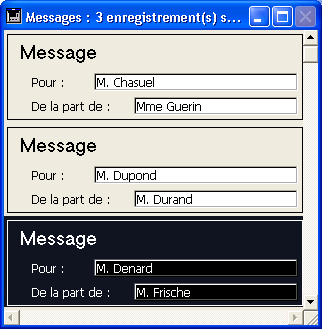 Messages : 3 enregistrement(s) s...
Message
Pour : M. Chasuel
De la part de : Mme Guerin
Message
Pour : M. Dupond
De la part de : M. Durand
Message
Pour : M. Denard
De la part de : M. Frische